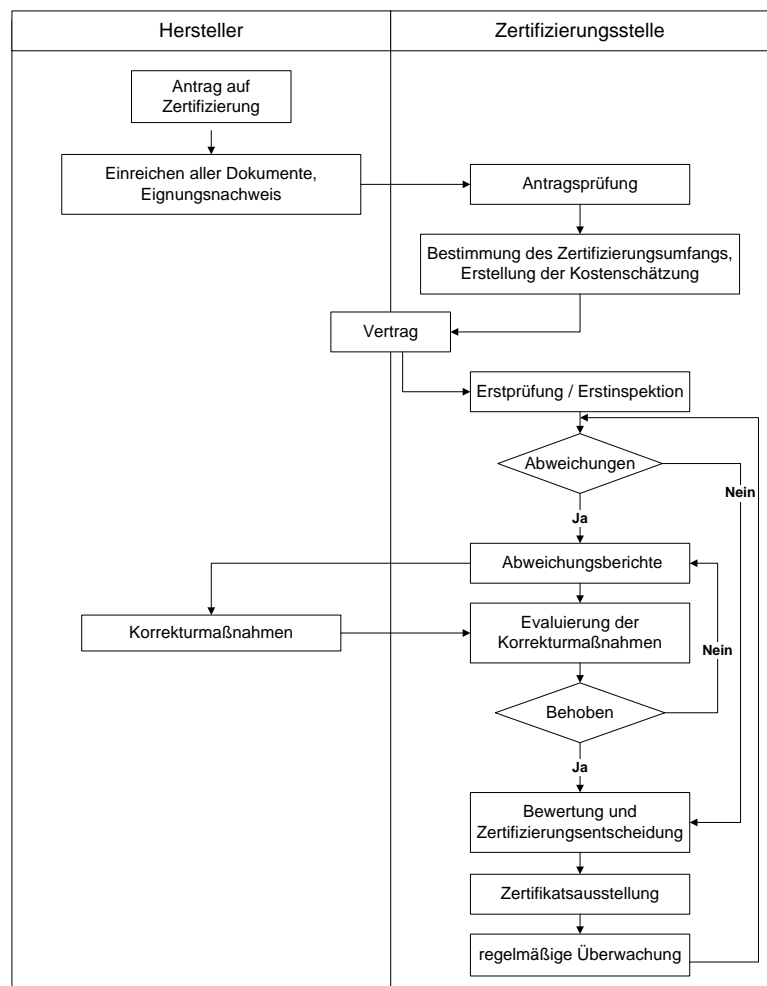 Hersteller
Zertifizierungsstelle
Antrag auf
Zertifizierung
Einreichen aller Dokumente,
Eignungsnachweis
Antragsprüfung
Bestimmung des Zertifizierungsumfangs,
Erstellung der Kostenschätzung
Vertrag
Erstprüfung / Erstinspektion
Abweichungen
Nein
Ja
Abweichungsberichte
Korrekturmaßnahmen
Evaluierung der
Korrekturmaßnahmen
Nein
Behoben
Ja
Bewertung und
Zertifizierungsentscheidung
Zertifikatsausstellung
regelmäßige Überwachung